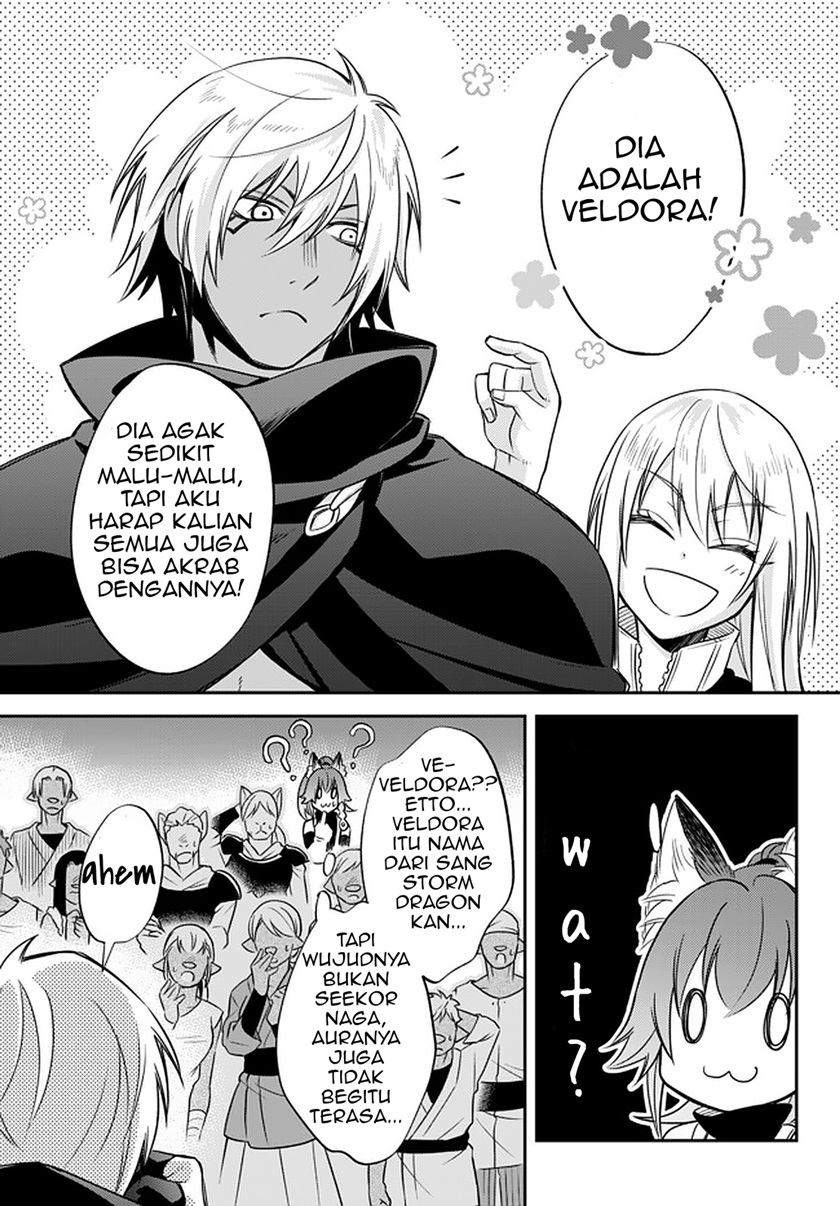 DIA
ADALAH
VELDORA!
DIA AGAK
SEDIKIT
MALU-MALU,
TAPI AKU
HARAP KALIAN
SEMUA JUGA
BISA AKRAB
DENGANNYA!
wat?
? ? ? ?
VE-
VELDORA??
ETTO...
VELDORA
ITU NAMA
DARI SANG
STORM
DRAGON
KAN...
TAPI
WUJUDNYA
BUKAN
SEEKOR
NAGA,
AURANYA
JUGA
TIDAK
BEGITU
TERASA...
ahem